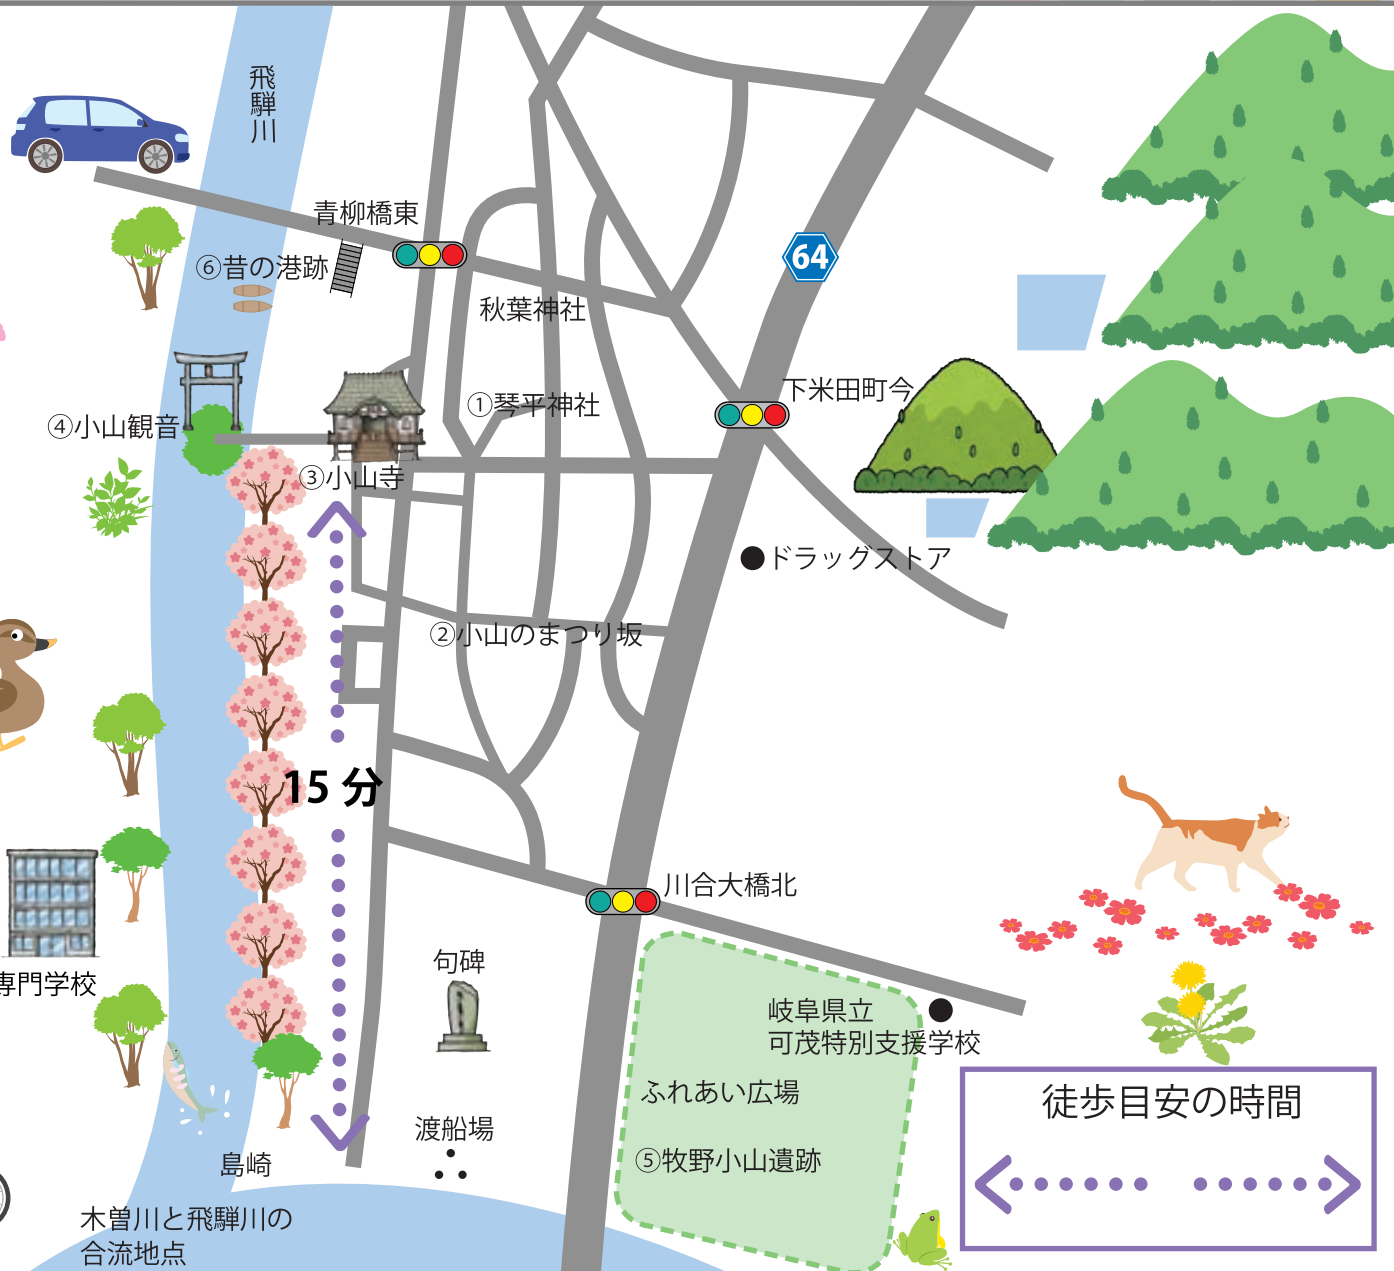 飛騨川
青柳橋東
⑥昔の港跡
64
秋葉神社
下米田町今
①琴平神社
④小山観音
③小山寺
ドラッグストア
②小山のまつり坂
15 分
川合大橋北
句碑
専門学校
岐阜県立
可茂特別支援学校
ふれあい広場
徒歩目安の時間
渡船場
⑤牧野小山遺跡
島崎
木曽川と飛騨川の
合流地点